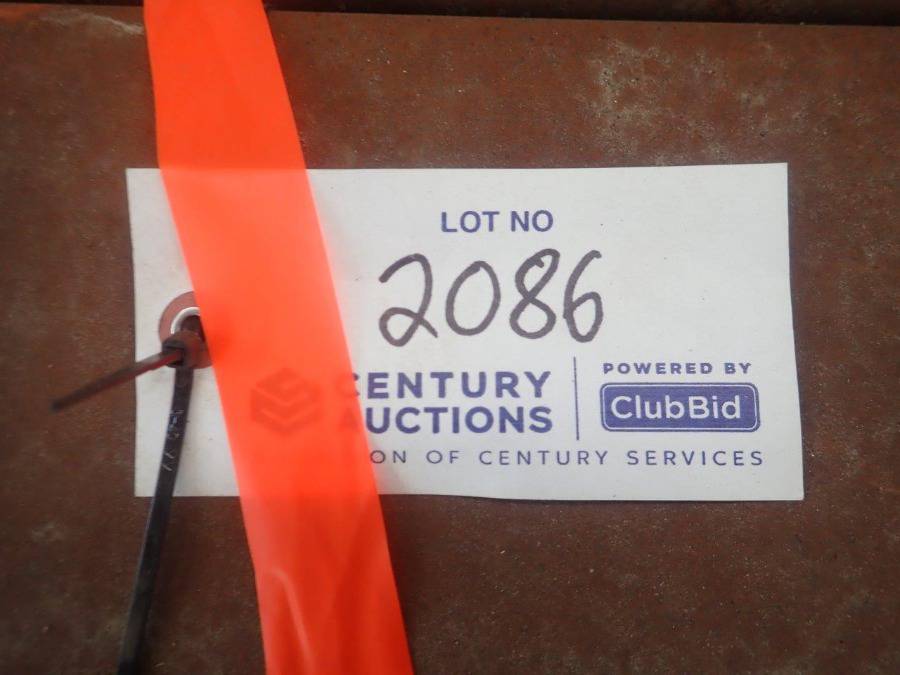 LOT NO
2086
CENTURY AUCTIONS
POWERED BY
ClubBid
ON OF CENTURY SERVICES